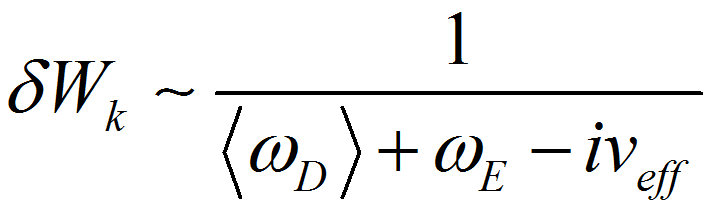 δW_k ~ 1 / (⟨ω_D⟩ + ω_E − iν_eff)